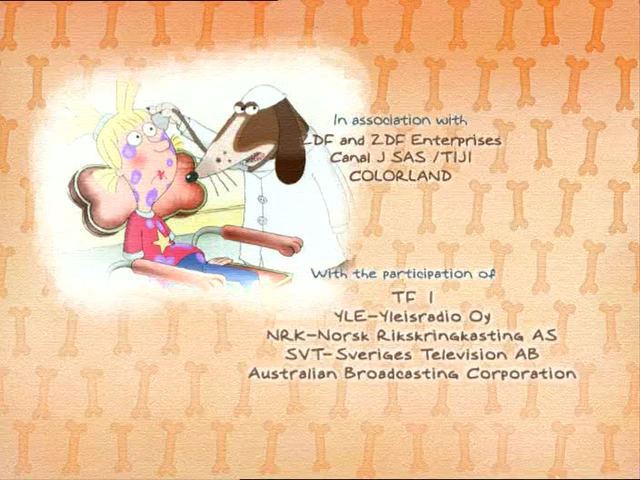 In association with
ZDF and ZDF Enterprises
Canal J SAS /TIJI
COLORLAND
With the participation of
TF 1
YLE-Yleisradio Oy
NRK-Norsk Rikskringkasting AS
SVT-Sveriges Television AB
Australian Broadcasting Corporation